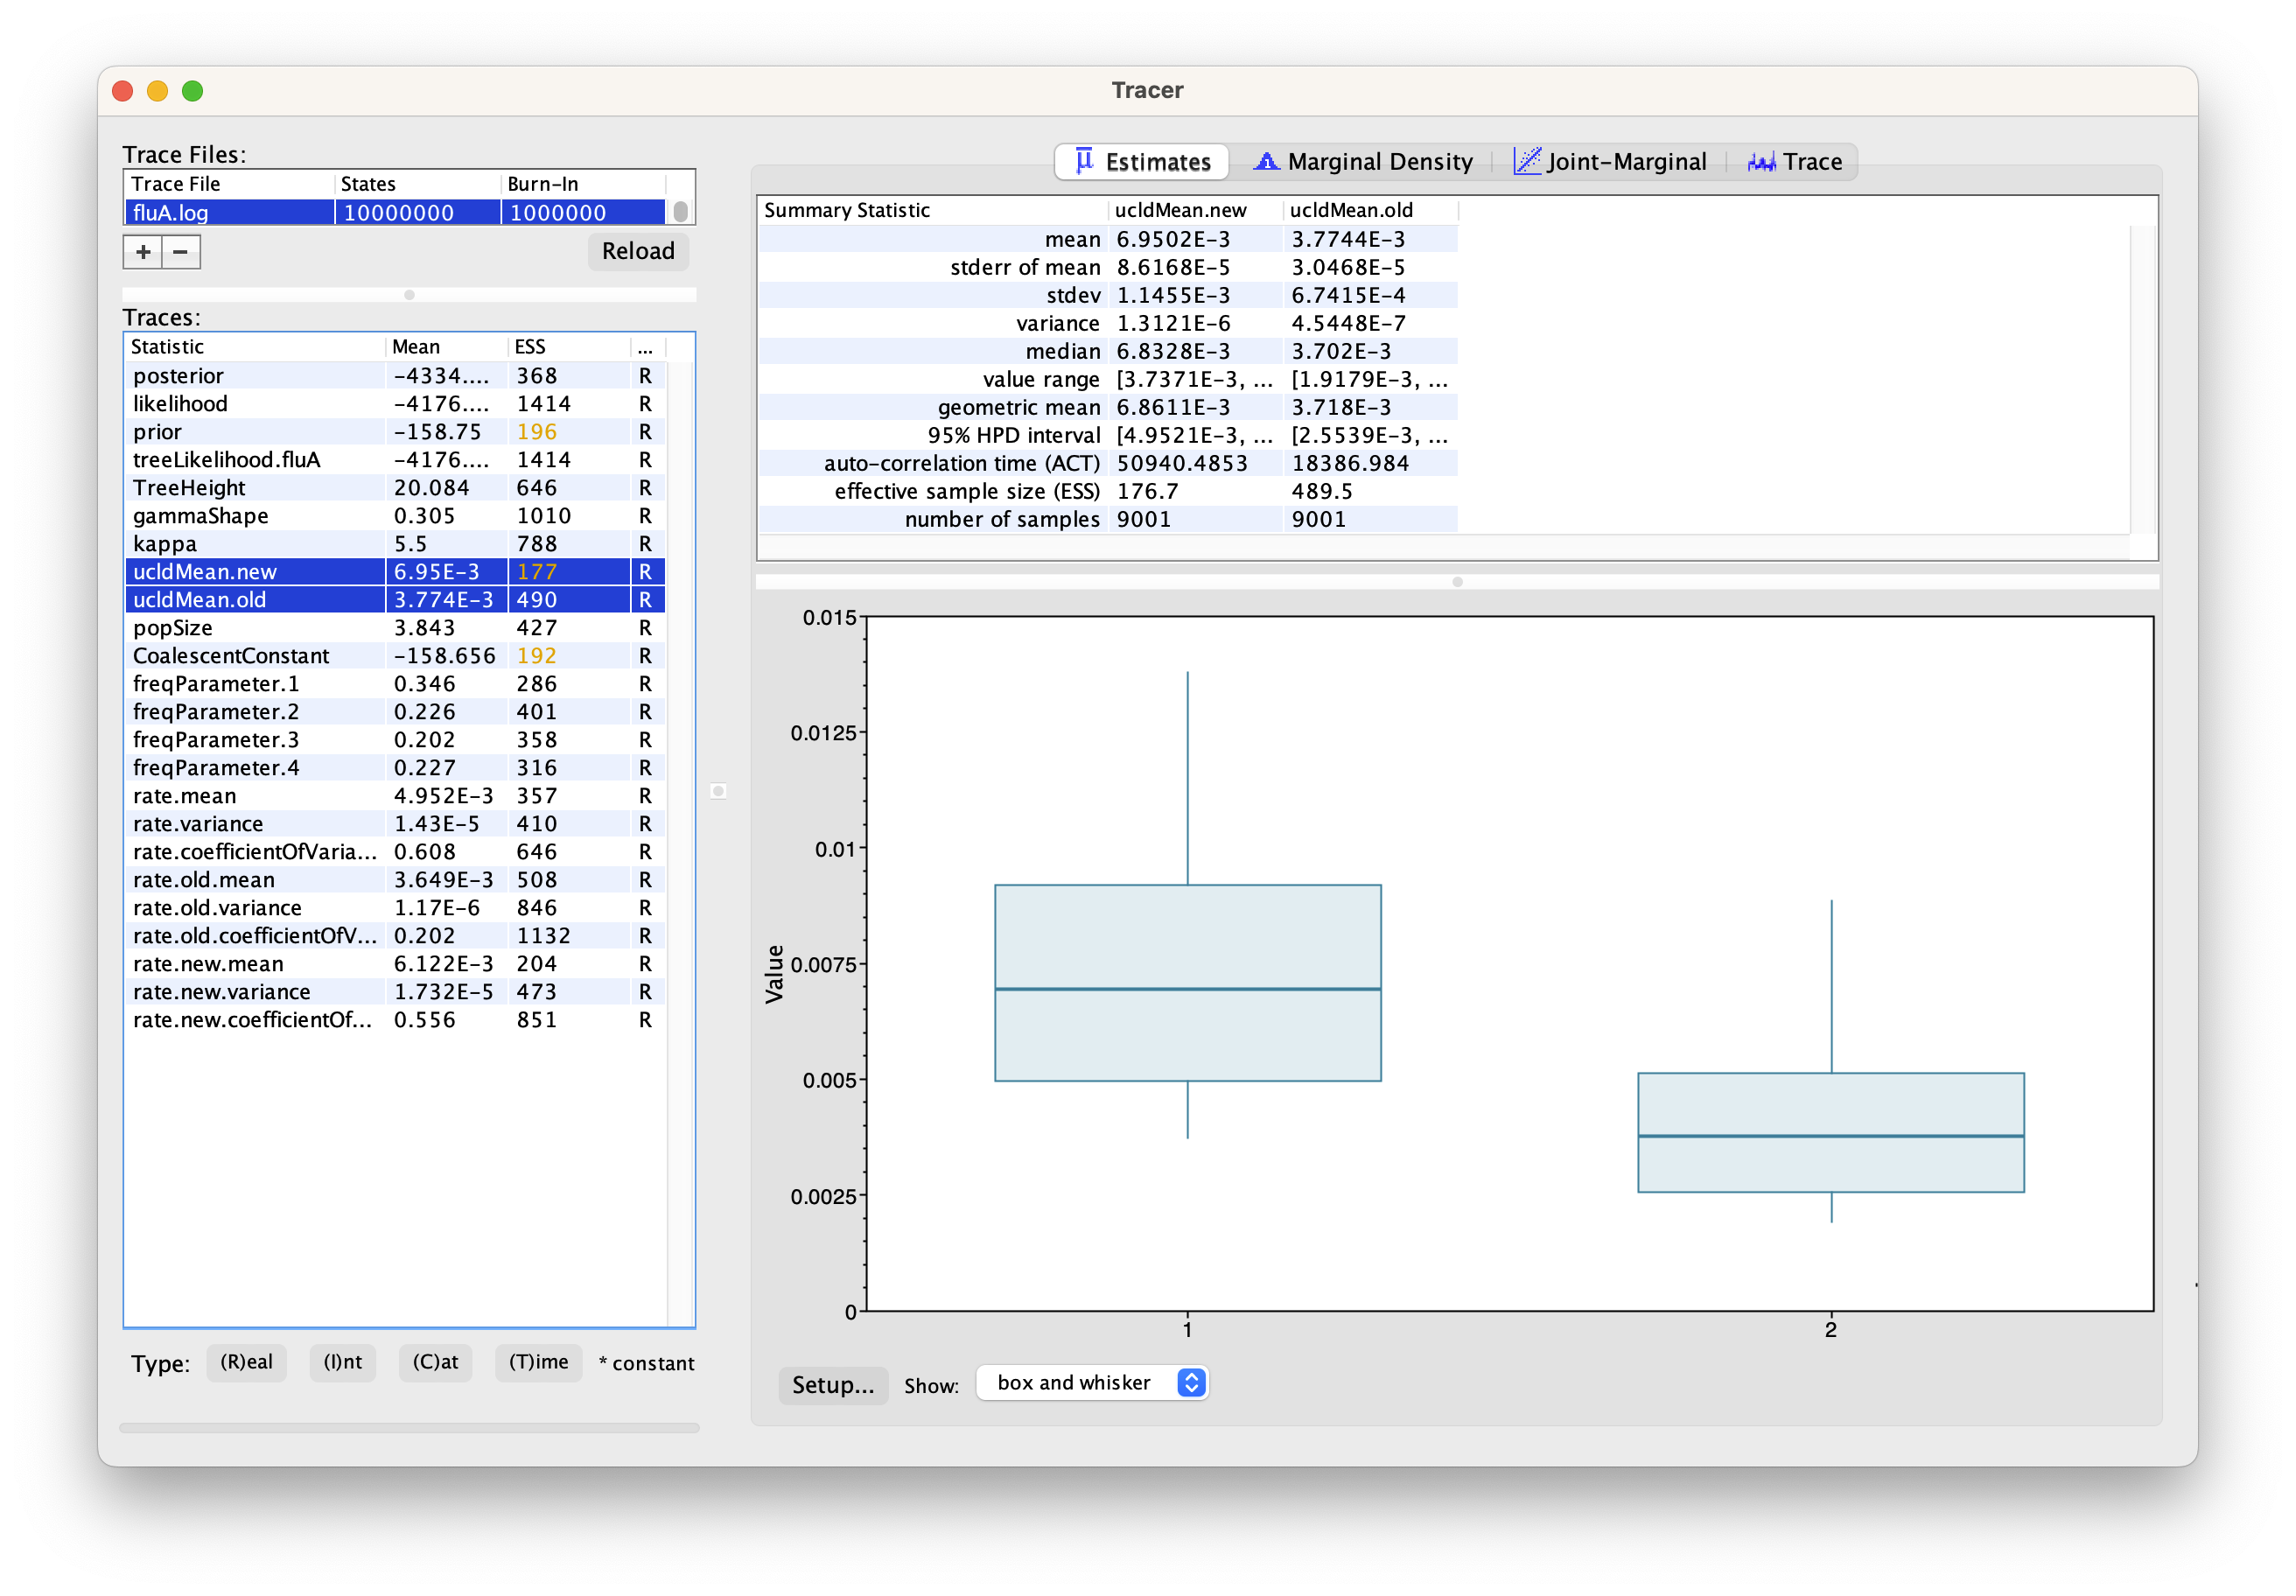 Tracer
Trace Files:
Trace File States Burn-In
fluA.log 10000000 1000000
+ −
Reload
Traces:
Statistic Mean ESS ...
posterior -4334.... 368 R
likelihood -4176.... 1414 R
prior -158.75 196 R
treeLikelihood.fluA -4176.... 1414 R
TreeHeight 20.084 646 R
gammaShape 0.305 1010 R
kappa 5.5 788 R
ucldMean.new 6.95E-3 177 R
ucldMean.old 3.774E-3 490 R
popSize 3.843 427 R
CoalescentConstant -158.656 192 R
freqParameter.1 0.346 286 R
freqParameter.2 0.226 401 R
freqParameter.3 0.202 358 R
freqParameter.4 0.227 316 R
rate.mean 4.952E-3 357 R
rate.variance 1.43E-5 410 R
rate.coefficientOfVaria... 0.608 646 R
rate.old.mean 3.649E-3 508 R
rate.old.variance 1.17E-6 846 R
rate.old.coefficientOfV... 0.202 1132 R
rate.new.mean 6.122E-3 204 R
rate.new.variance 1.732E-5 473 R
rate.new.coefficientOf... 0.556 851 R
Type: (R)eal (I)nt (C)at (T)ime * constant
μ Estimates Marginal Density Joint-Marginal Trace
Summary Statistic ucldMean.new ucldMean.old
mean 6.9502E-3 3.7744E-3
stderr of mean 8.6168E-5 3.0468E-5
stdev 1.1455E-3 6.7415E-4
variance 1.3121E-6 4.5448E-7
median 6.8328E-3 3.702E-3
value range [3.7371E-3, ... [1.9179E-3, ...
geometric mean 6.8611E-3 3.718E-3
95% HPD interval [4.9521E-3, ... [2.5539E-3, ...
auto-correlation time (ACT) 50940.4853 18386.984
effective sample size (ESS) 176.7 489.5
number of samples 9001 9001
0.015
0.0125
0.01
0.0075
0.005
0.0025
0
Value
1 2
Setup... Show: box and whisker